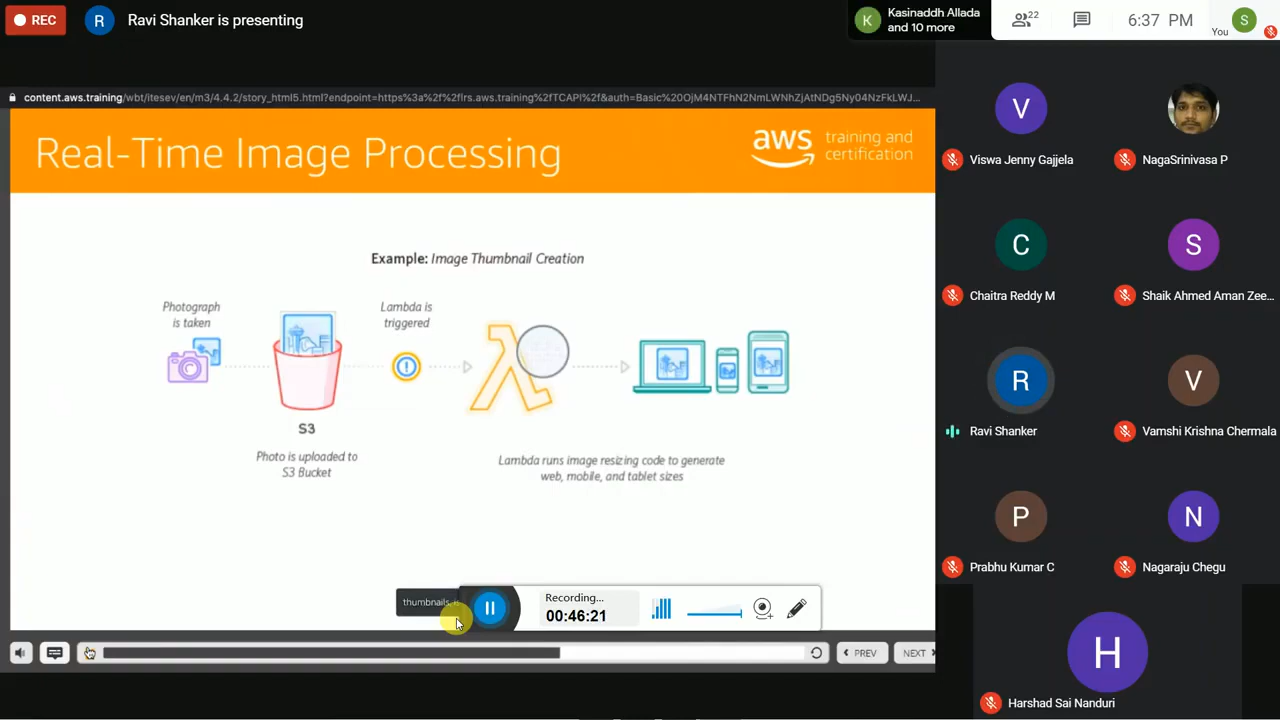 REC
R
Ravi Shanker is presenting
K
Kasinaddh Allada
and 10 more
22
6:37 PM
You
S
content.aws.training/wbt/itesev/en/m3/4.4.2/story_html5.html?endpoint=https%3a%2f%2flrs.aws.training%2fTCAPI%2f&auth=Basic%20OjM4NTFhN2NmLWNhZjAtNDg5Ny04NzFkLWJ...
Real-Time Image Processing
aws training and
certification
Example: Image Thumbnail Creation
Photograph
is taken
Lambda is
triggered
S3
Photo is uploaded to
S3 Bucket
Lambda runs image resizing code to generate
web, mobile, and tablet sizes
thumbnails,
Recording...
00:46:21
PREV
NEXT
V
Viswa Jenny Gajjela
NagaSrinivasa P
C
Chaitra Reddy M
S
Shaik Ahmed Aman Zee...
R
Ravi Shanker
V
Vamshi Krishna Chermala
P
Prabhu Kumar C
N
Nagaraju Chegu
H
Harshad Sai Nanduri